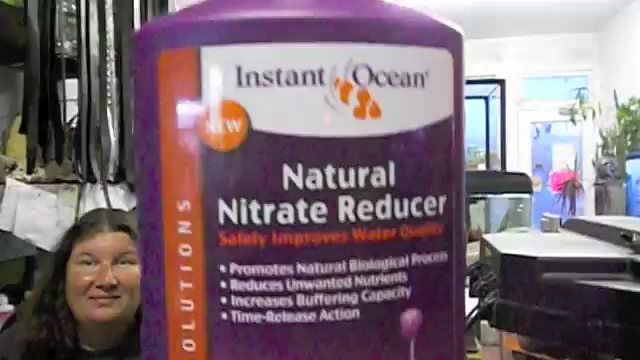 Instant Ocean®
NEW
Natural
Nitrate Reducer
Safely Improves Water Quality
• Promotes Natural Biological Process
• Reduces Unwanted Nutrients
• Increases Buffering Capacity
• Time-Release Action
OLUTIONS